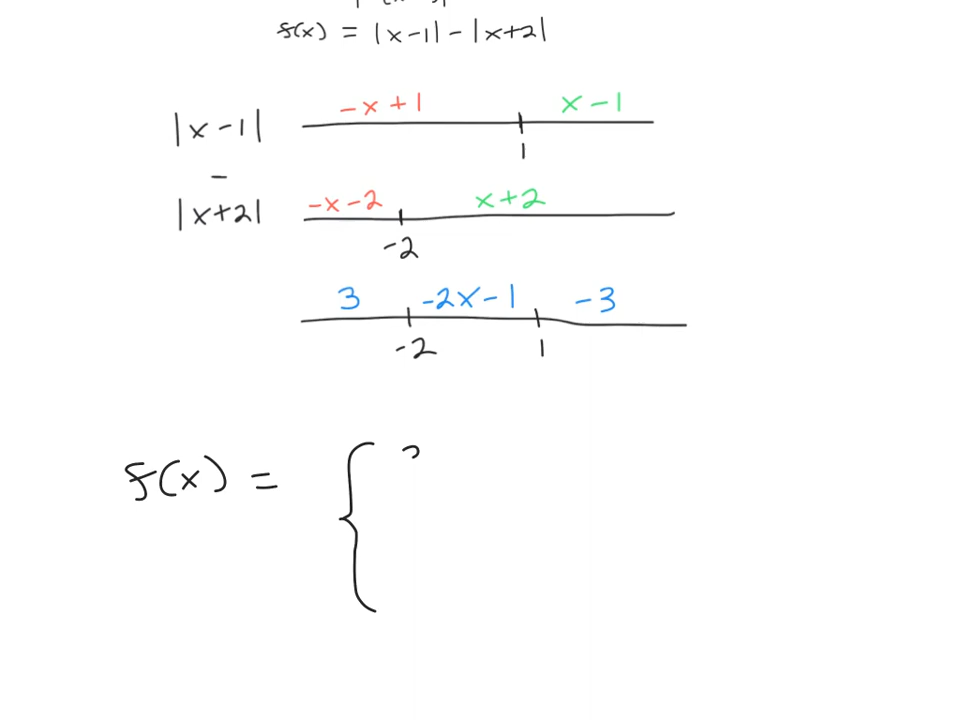 f(x) = |x-1| - |x+2|
|x-1| -x+1 x-1
1
-
|x+2| -x-2 x+2
-2
3 -2x-1 -3
-2 1
f(x) = {